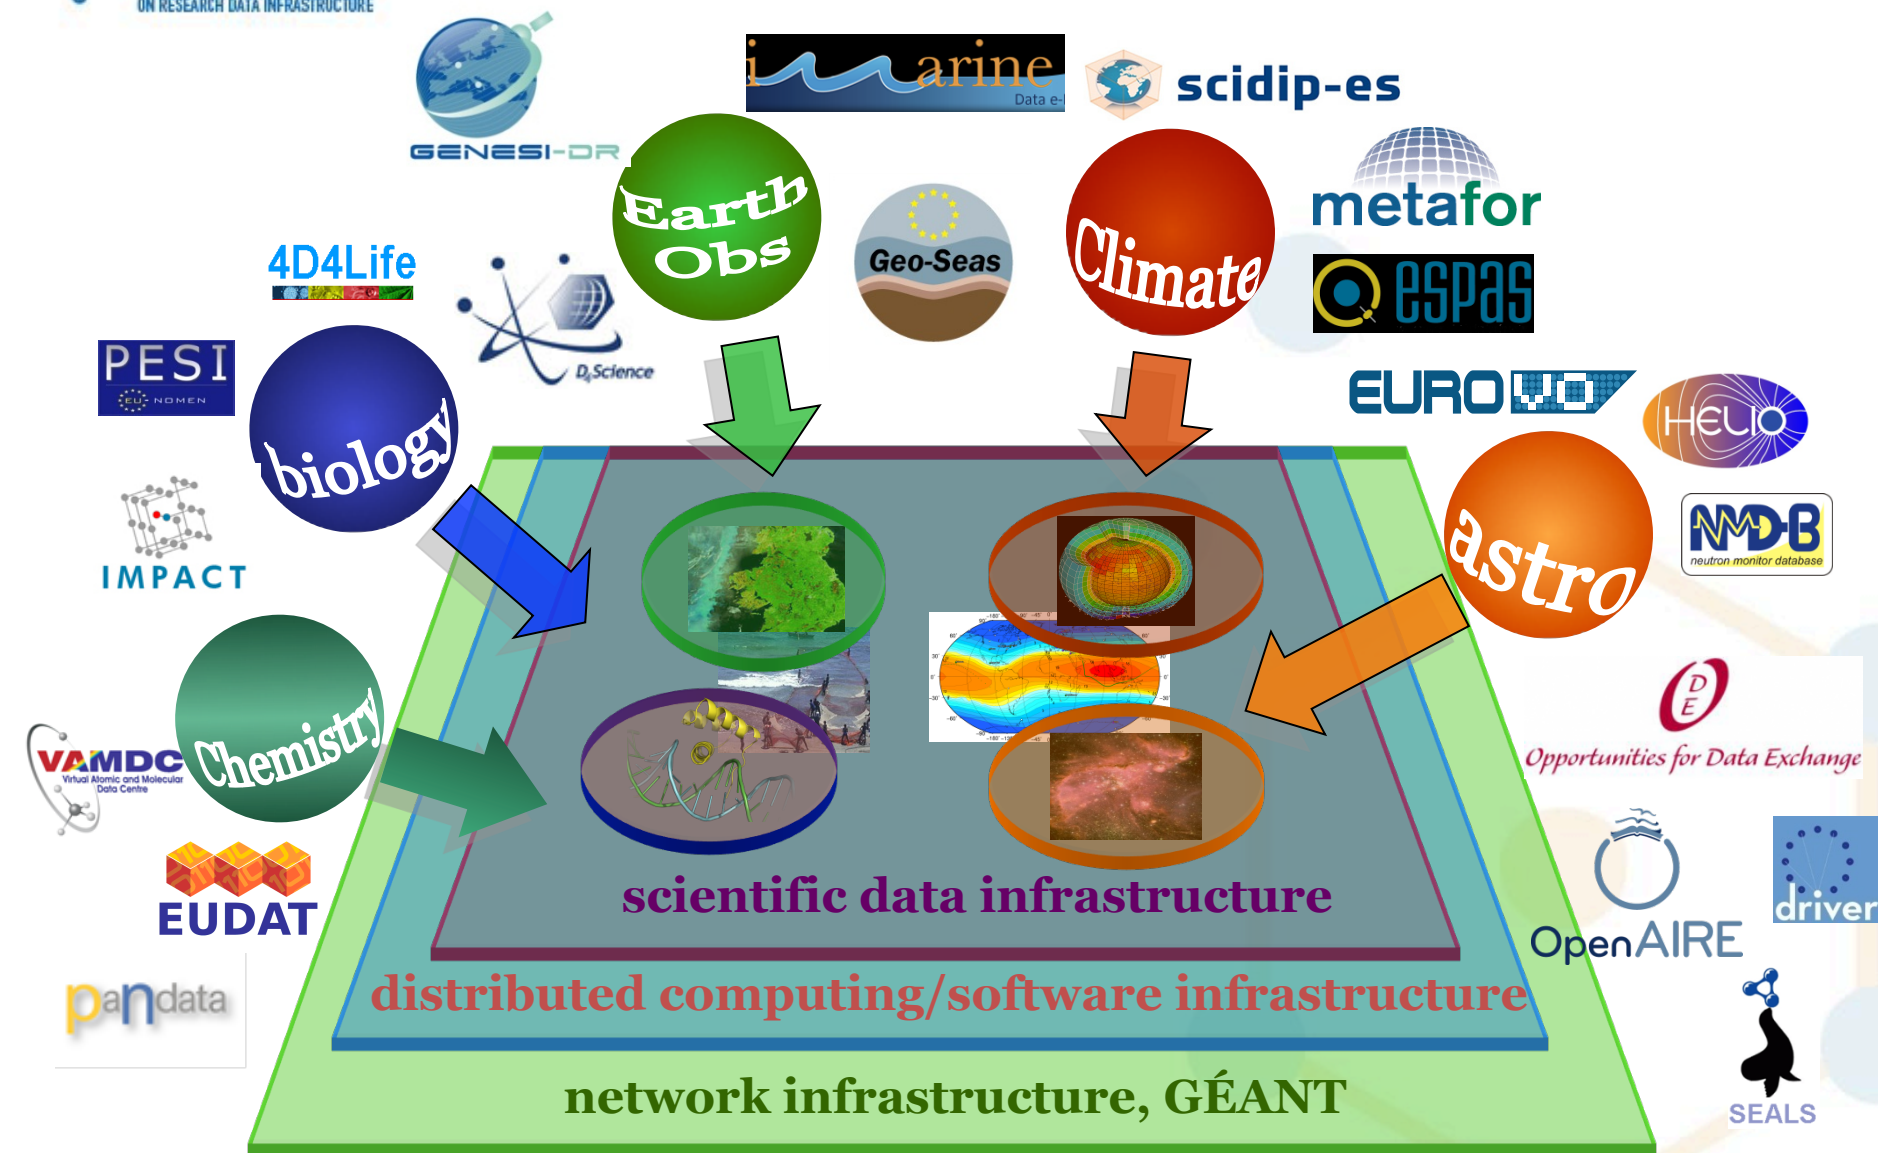 ON RESEARCH DATA INFRASTRUCTURE
GENESI-DR
i marine
Data e-
scidip-es
Earth
Obs
Geo-Seas
Climate
metafor
espas
4D4Life
D4Science
PESI
EU-NOMEN
biology
EURO VO
HELIO
astro
NMDB
neutron monitor database
IMPACT
Chemistry
VAMDC
Virtual Atomic and Molecular
Data Centre
ODE
Opportunities for Data Exchange
EUDAT
OpenAIRE
driver
pandata
SEALS
scientific data infrastructure
distributed computing/software infrastructure
network infrastructure, GÉANT